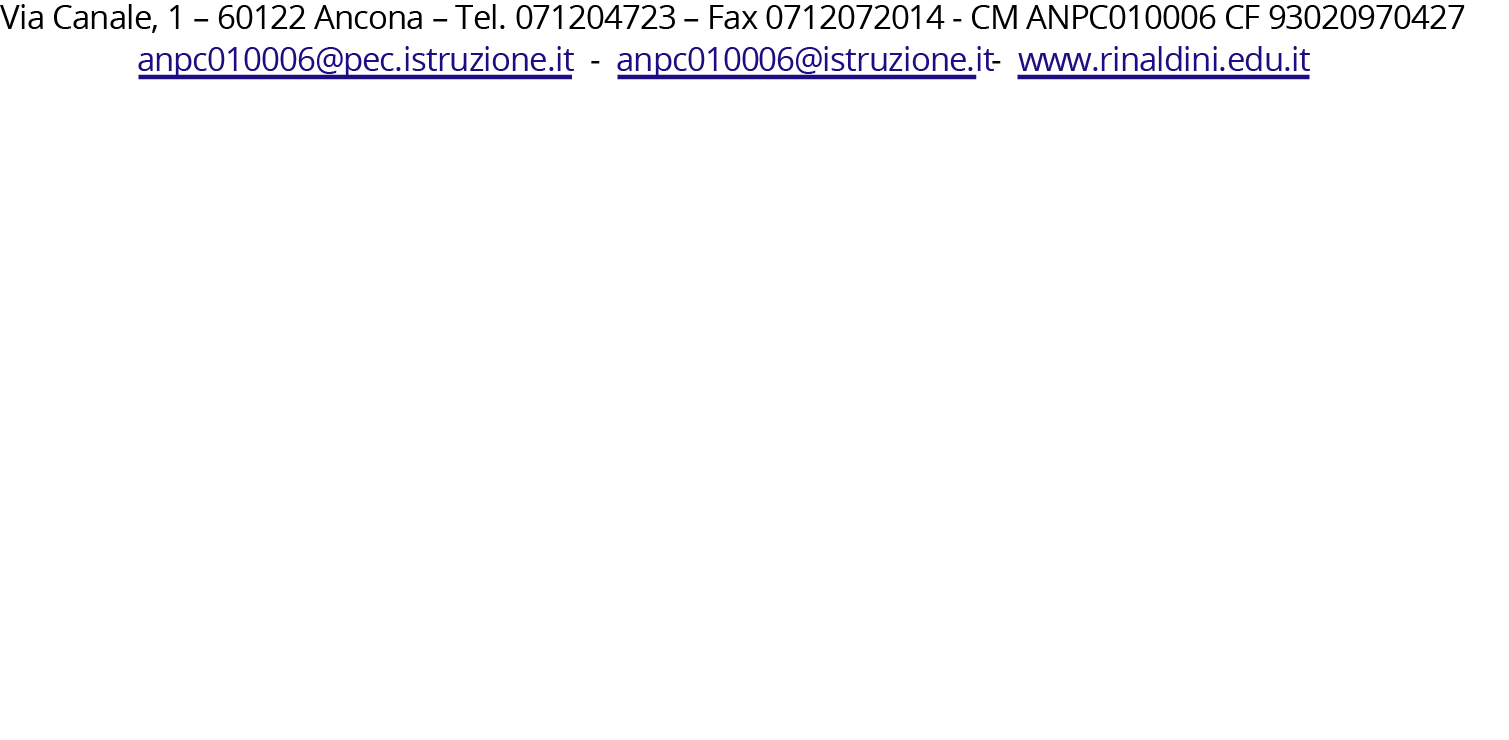 Via Canale, 1 – 60122 Ancona – Tel. 071204723 – Fax 0712072014 - CM ANPC010006 CF 93020970427
anpc010006@pec.istruzione.it - anpc010006@istruzione.it- www.rinaldini.edu.it